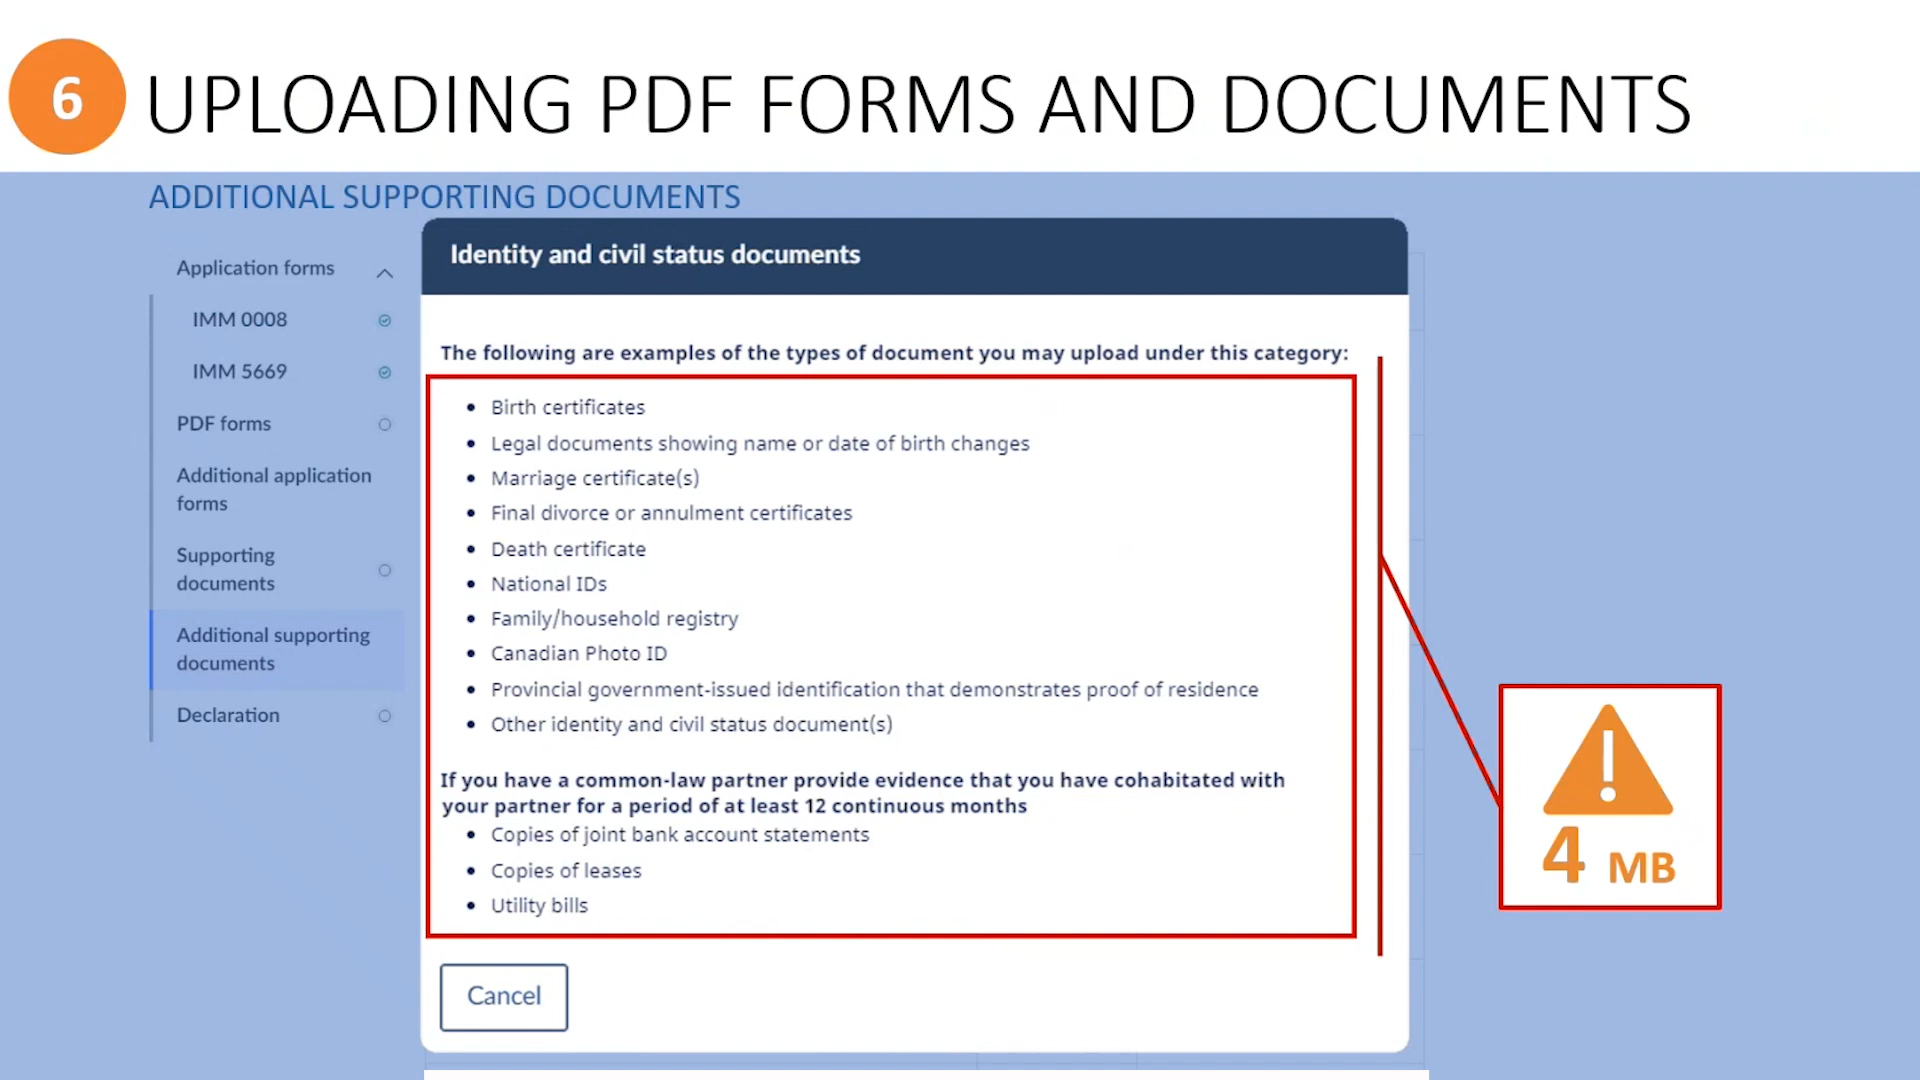 6 UPLOADING PDF FORMS AND DOCUMENTS
ADDITIONAL SUPPORTING DOCUMENTS
Application forms
IMM 0008
IMM 5669
PDF forms
Additional application
forms
Supporting
documents
Additional supporting
documents
Declaration
Identity and civil status documents
The following are examples of the types of document you may upload under this category:
• Birth certificates
• Legal documents showing name or date of birth changes
• Marriage certificate(s)
• Final divorce or annulment certificates
• Death certificate
• National IDs
• Family/household registry
• Canadian Photo ID
• Provincial government-issued identification that demonstrates proof of residence
• Other identity and civil status document(s)
If you have a common-law partner provide evidence that you have cohabitated with
your partner for a period of at least 12 continuous months
• Copies of joint bank account statements
• Copies of leases
• Utility bills
Cancel
!
4 MB